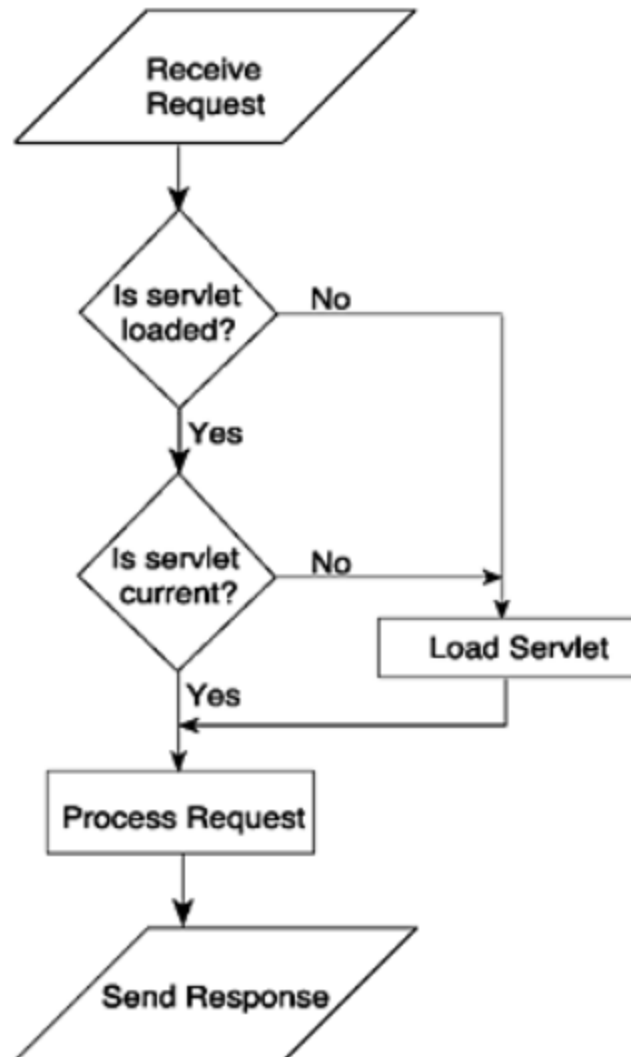 Receive
Request
Is servlet
loaded?
No
Yes
Is servlet
current?
No
Load Servlet
Yes
Process Request
Send Response